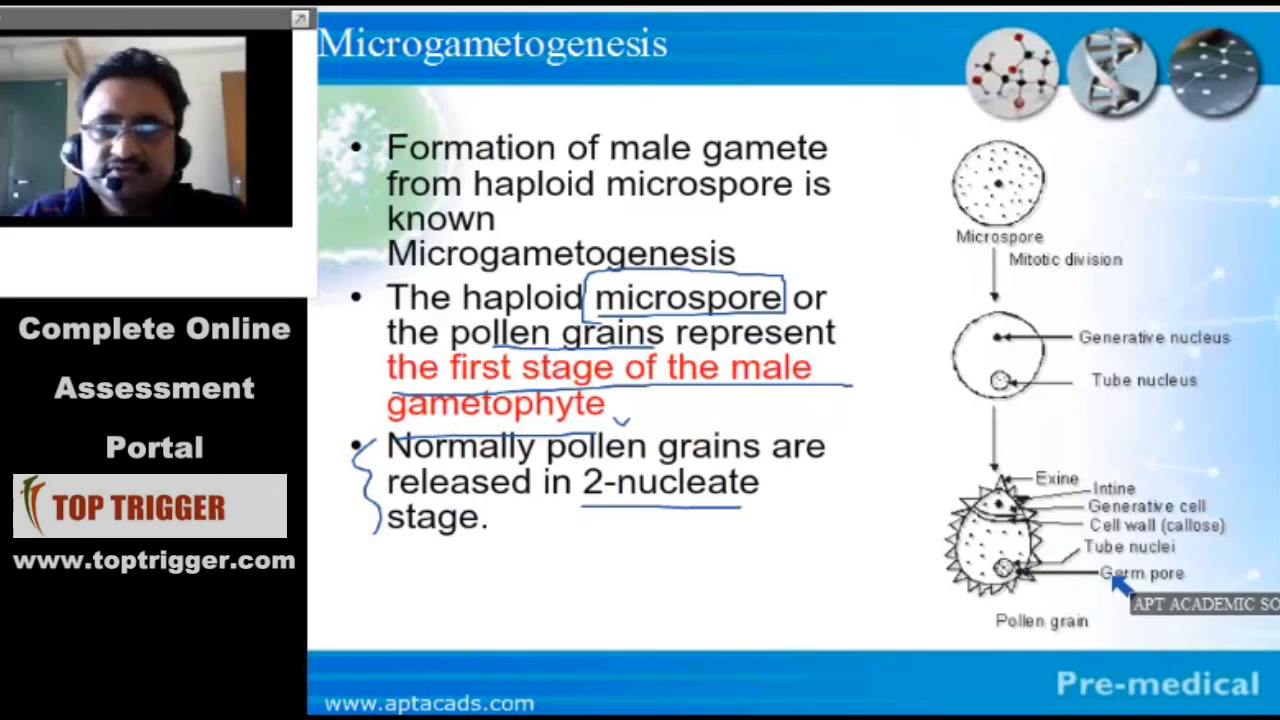 Microgametogenesis
• Formation of male gamete
from haploid microspore is
known
Microgametogenesis
• The haploid microspore or
the pollen grains represent
the first stage of the male
gametophyte
• Normally pollen grains are
released in 2-nucleate
stage.
Microspore
Mitotic division
Generative nucleus
Tube nucleus
Exine
Intine
Generative cell
Cell wall (callose)
Tube nuclei
Germ pore
APT ACADEMIC SO
Pollen grain
Complete Online
Assessment
Portal
TOP TRIGGER
www.toptrigger.com
www.aptacads.com
Pre-medical